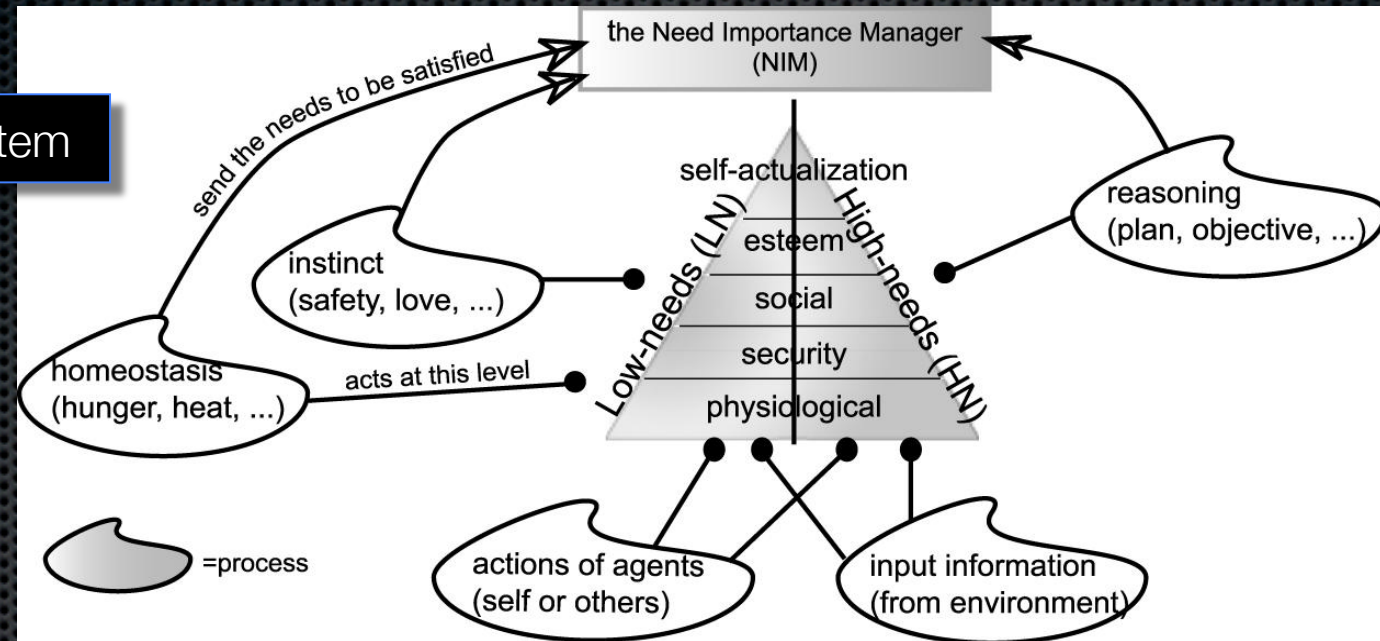 the Need Importance Manager
(NIM)
send the needs to be satisfied
tem
self-actualization
reasoning
(plan, objective, ...)
Low-needs (LN)
High-needs (HN)
esteem
instinct
(safety, love, ...)
social
security
homeostasis
(hunger, heat, ...)
acts at this level
physiological
=process
actions of agents
(self or others)
input information
(from environment)